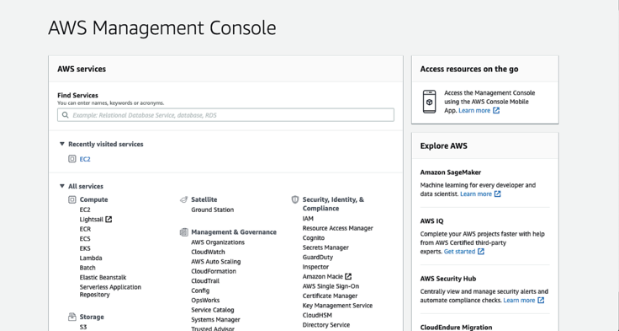 AWS Management Console
AWS services
Find Services
You can enter names, keywords or acronyms.
Example: Relational Database Service, database, RDS
Recently visited services
EC2
All services
Compute
EC2
Lightsail
ECR
ECS
EKS
Lambda
Batch
Elastic Beanstalk
Serverless Application
Repository
Storage
S3
Satellite
Ground Station
Management & Governance
AWS Organizations
CloudWatch
AWS Auto Scaling
CloudFormation
CloudTrail
Config
OpsWorks
Service Catalog
Systems Manager
Trusted Advisor
Security, Identity, &
Compliance
IAM
Resource Access Manager
Cognito
Secrets Manager
GuardDuty
Inspector
Amazon Macie
AWS Single Sign-On
Certificate Manager
Key Management Service
CloudHSM
Directory Service
Access resources on the go
Access the Management Console
using the AWS Console Mobile
App. Learn more
Explore AWS
Amazon SageMaker
Machine learning for every developer and
data scientist. Learn more
AWS IQ
Complete your AWS projects faster with help
from AWS Certified third-party
experts. Get started
AWS Security Hub
Centrally view and manage security alerts and
automate compliance checks. Learn more
CloudEndure Migration